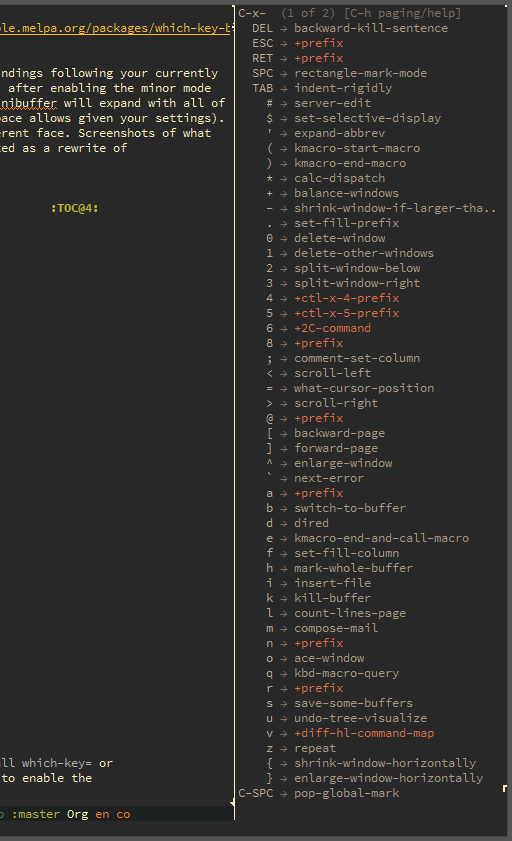 ble.melpa.org/packages/which-key-b
ndings following your currently
after enabling the minor mode
nibuffer will expand with all of
pace allows given your settings).
erent face. Screenshots of what
ted as a rewrite of
:TOC@4:
all which-key= or
to enable the
:master Org en co
C-x- (1 of 2) [C-h paging/help]
DEL → backward-kill-sentence
ESC → +prefix
RET → +prefix
SPC → rectangle-mark-mode
TAB → indent-rigidly
# → server-edit
$ → set-selective-display
' → expand-abbrev
( → kmacro-start-macro
) → kmacro-end-macro
* → calc-dispatch
+ → balance-windows
- → shrink-window-if-larger-tha..
. → set-fill-prefix
0 → delete-window
1 → delete-other-windows
2 → split-window-below
3 → split-window-right
4 → +ctl-x-4-prefix
5 → +ctl-x-5-prefix
6 → +2C-command
8 → +prefix
; → comment-set-column
< → scroll-left
= → what-cursor-position
> → scroll-right
@ → +prefix
[ → backward-page
] → forward-page
^ → enlarge-window
` → next-error
a → +prefix
b → switch-to-buffer
d → dired
e → kmacro-end-and-call-macro
f → set-fill-column
h → mark-whole-buffer
i → insert-file
k → kill-buffer
l → count-lines-page
m → compose-mail
n → +prefix
o → ace-window
q → kbd-macro-query
r → +prefix
s → save-some-buffers
u → undo-tree-visualize
v → +diff-hl-command-map
z → repeat
{ → shrink-window-horizontally
} → enlarge-window-horizontally
C-SPC → pop-global-mark